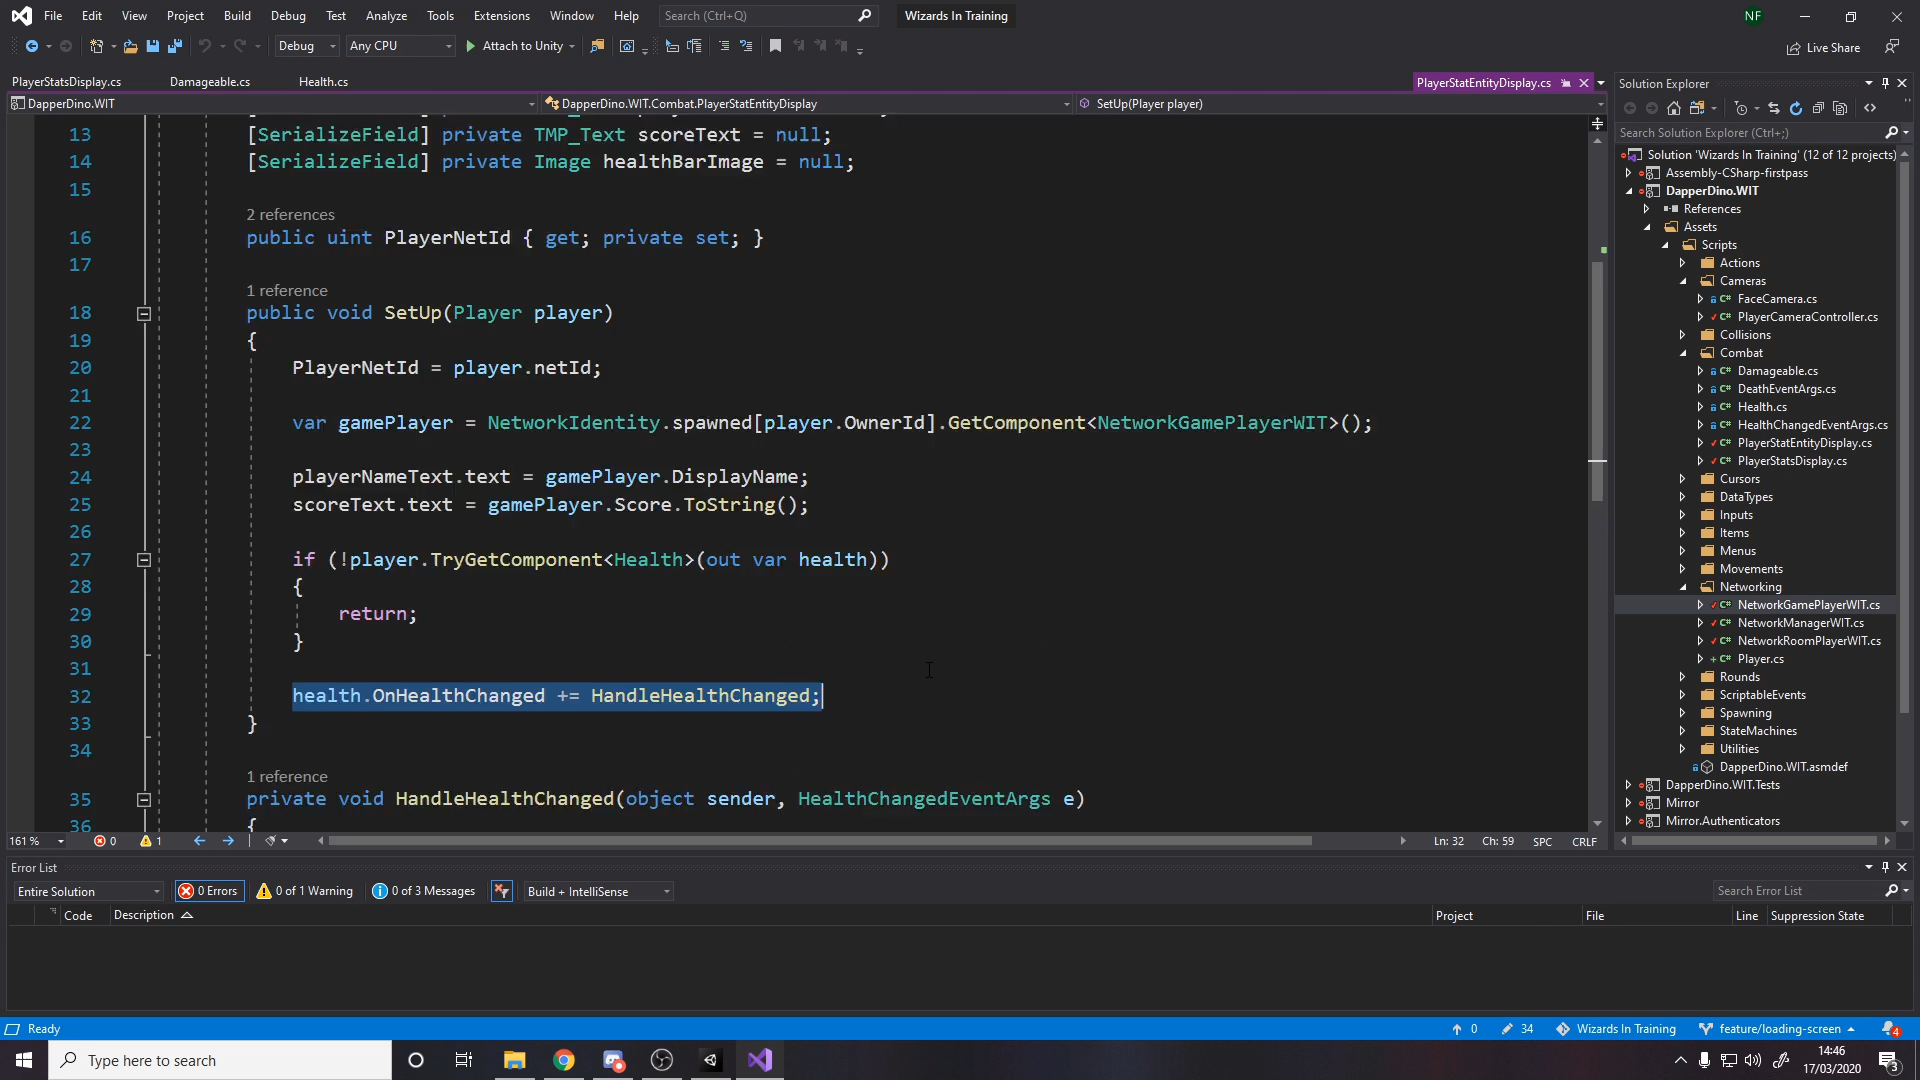 File Edit View Project Build Debug Test Analyze Tools Extensions Window Help Search (Ctrl+Q) Wizards In Training NF
Debug Any CPU Attach to Unity Live Share
PlayerStatsDisplay.cs Damageable.cs Health.cs PlayerStatEntityDisplay.cs
DapperDino.WIT DapperDino.WIT.Combat.PlayerStatEntityDisplay SetUp(Player player)
13 [SerializeField] private TMP_Text scoreText = null;
14 [SerializeField] private Image healthBarImage = null;
15
2 references
16 public uint PlayerNetId { get; private set; }
17
1 reference
18 public void SetUp(Player player)
19 {
20 PlayerNetId = player.netId;
21
22 var gamePlayer = NetworkIdentity.spawned[player.OwnerId].GetComponent<NetworkGamePlayerWIT>();
23
24 playerNameText.text = gamePlayer.DisplayName;
25 scoreText.text = gamePlayer.Score.ToString();
26
27 if (!player.TryGetComponent<Health>(out var health))
28 {
29 return;
30 }
31
32 health.OnHealthChanged += HandleHealthChanged;
33 }
34
1 reference
35 private void HandleHealthChanged(object sender, HealthChangedEventArgs e)
36 {
161 % 0 1 Ln: 32 Ch: 59 SPC CRLF
Solution Explorer
Search Solution Explorer (Ctrl+;)
Solution 'Wizards In Training' (12 of 12 projects)
Assembly-CSharp-firstpass
DapperDino.WIT
References
Assets
Scripts
Actions
Cameras
C# FaceCamera.cs
C# PlayerCameraController.cs
Collisions
Combat
C# Damageable.cs
C# DeathEventArgs.cs
C# Health.cs
C# HealthChangedEventArgs.cs
C# PlayerStatEntityDisplay.cs
C# PlayerStatsDisplay.cs
Cursors
DataTypes
Inputs
Items
Menus
Movements
Networking
C# NetworkGamePlayerWIT.cs
C# NetworkManagerWIT.cs
C# NetworkRoomPlayerWIT.cs
C# Player.cs
Rounds
ScriptableEvents
Spawning
StateMachines
Utilities
DapperDino.WIT.asmdef
DapperDino.WIT.Tests
Mirror
Mirror.Authenticators
Error List
Entire Solution 0 Errors 0 of 1 Warning 0 of 3 Messages Build + IntelliSense Search Error List
Code Description Project File Line Suppression State
Ready 0 34 Wizards In Training feature/loading-screen 4
Type here to search 14:46
17/03/2020 3